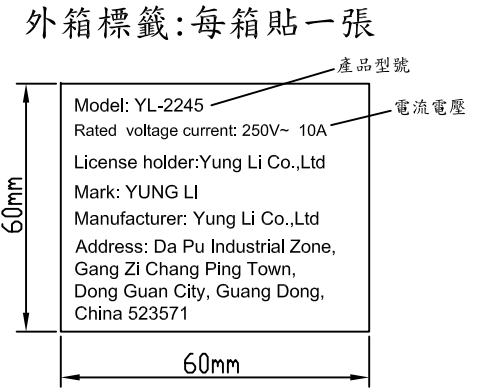 外箱標籤:每箱貼一張
產品型號
Model: YL-2245
電流電壓
Rated voltage current: 250V~ 10A
License holder:Yung Li Co.,Ltd
Mark: YUNG LI
Manufacturer: Yung Li Co.,Ltd
Address: Da Pu Industrial Zone,
Gang Zi Chang Ping Town,
Dong Guan City, Guang Dong,
China 523571
60mm
60mm